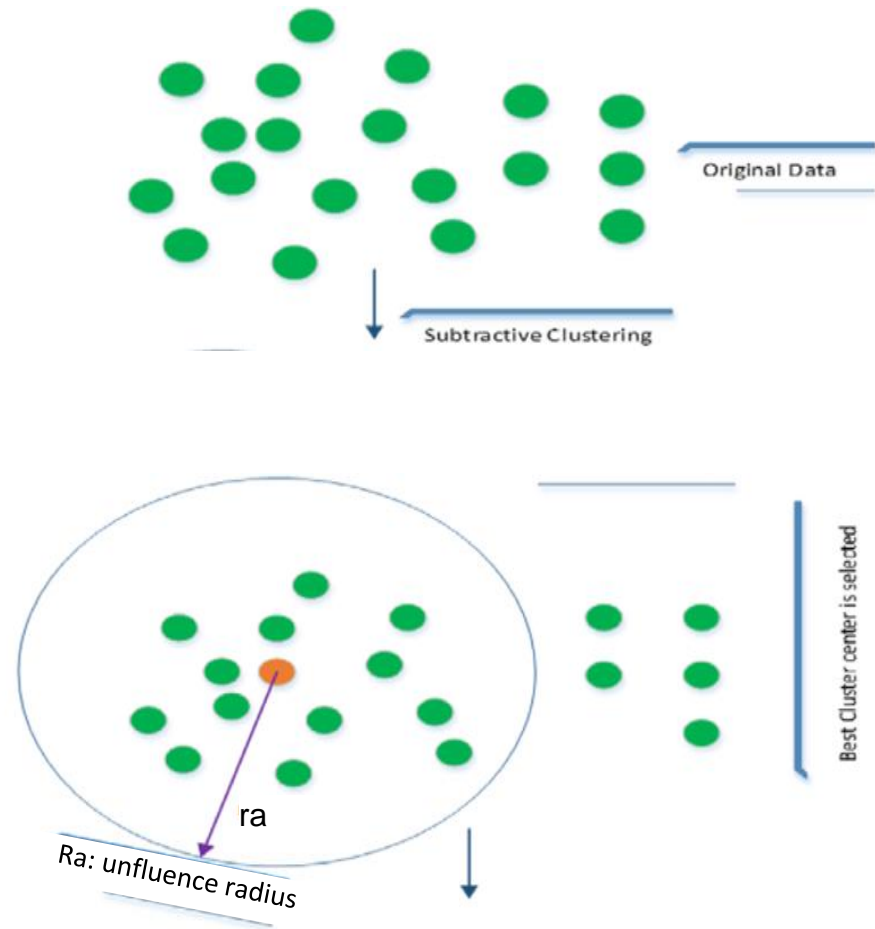 Original Data
Subtractive Clustering
Best Cluster center is selected
ra
Ra: unfluence radius